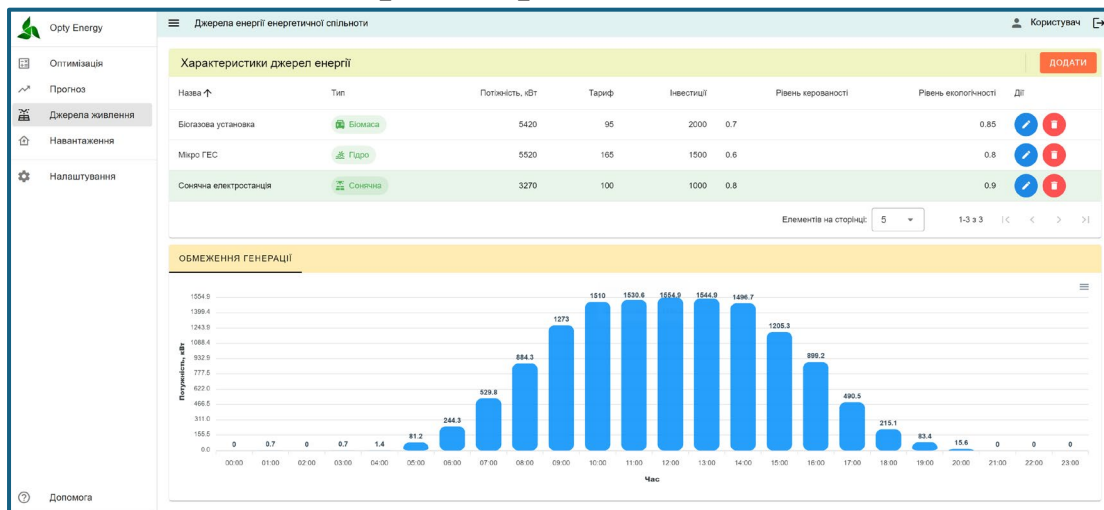 Opty Energy
Джерела енергії енергетичної спільноти
Користувач
Оптимізація
Прогноз
Джерела живлення
Навантаження
Налаштування
Допомога
Характеристики джерел енергії
ДОДАТИ
Назва Тип Потіжність, кВт Тариф Інвестиції Рівень керованості Рівень екологічності Дії
Біогазова установка Біомаса 5420 95 2000 0.7 0.85
Мікро ГЕС Гідро 5520 165 1500 0.6 0.8
Сонячна електростанція Сонячна 3270 100 1000 0.8 0.9
Елементів на сторінці: 5 1-3 з 3
ОБМЕЖЕННЯ ГЕНЕРАЦІЇ
Потужність, кВт
1554.9
1399.4
1243.9
1088.4
932.9
777.5
622.0
466.5
311.0
155.5
0.0
0 0.7 0 0.7 1.4 81.2 244.3 529.8 884.3 1273 1510 1530.6 1554.9 1544.9 1496.7 1205.3 899.2 490.5 215.1 83.4 15.6 0 0 0
00:00 01:00 02:00 03:00 04:00 05:00 06:00 07:00 08:00 09:00 10:00 11:00 12:00 13:00 14:00 15:00 16:00 17:00 18:00 19:00 20:00 21:00 22:00 23:00
Час